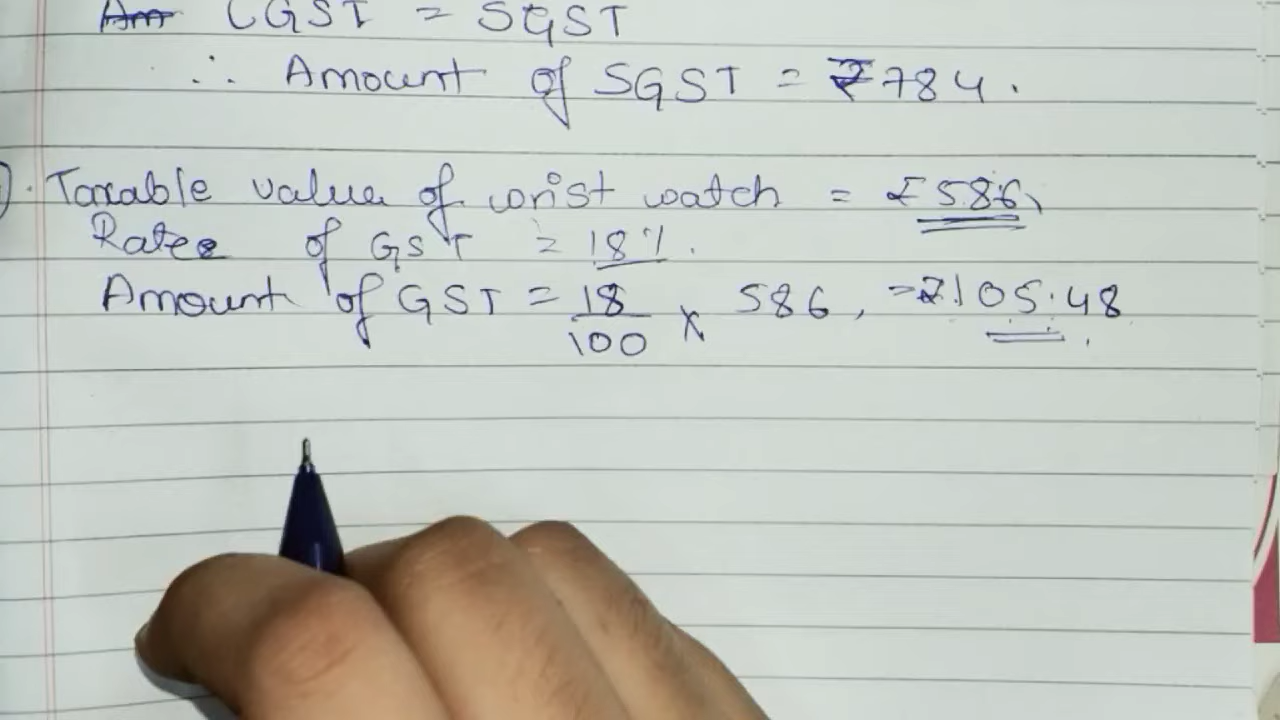 Am CGST = SGST
∴ Amount of SGST = ₹784.
). Taxable value of wrist watch = ₹586,
Rate of GST = 18%.
Amount of GST = 18/100 × 586, = ₹105.48